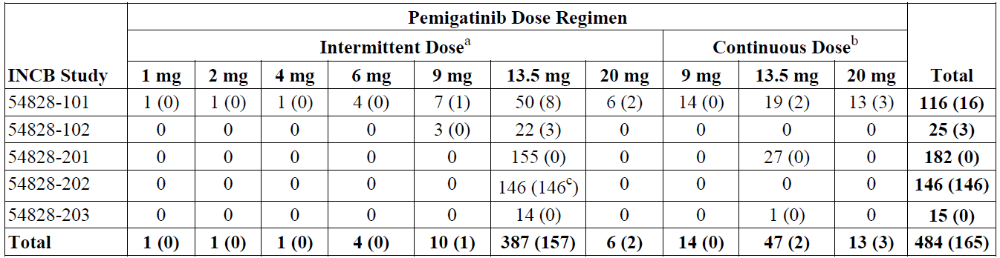 Pemigatinib Dose Regimen
Intermittent Doseᵃ Continuous Doseᵇ
INCB Study 1 mg 2 mg 4 mg 6 mg 9 mg 13.5 mg 20 mg 9 mg 13.5 mg 20 mg Total
54828-101 1 (0) 1 (0) 1 (0) 4 (0) 7 (1) 50 (8) 6 (2) 14 (0) 19 (2) 13 (3) 116 (16)
54828-102 0 0 0 0 3 (0) 22 (3) 0 0 0 0 25 (3)
54828-201 0 0 0 0 0 155 (0) 0 0 27 (0) 0 182 (0)
54828-202 0 0 0 0 0 146 (146ᶜ) 0 0 0 0 146 (146)
54828-203 0 0 0 0 0 14 (0) 0 0 1 (0) 0 15 (0)
Total 1 (0) 1 (0) 1 (0) 4 (0) 10 (1) 387 (157) 6 (2) 14 (0) 47 (2) 13 (3) 484 (165)